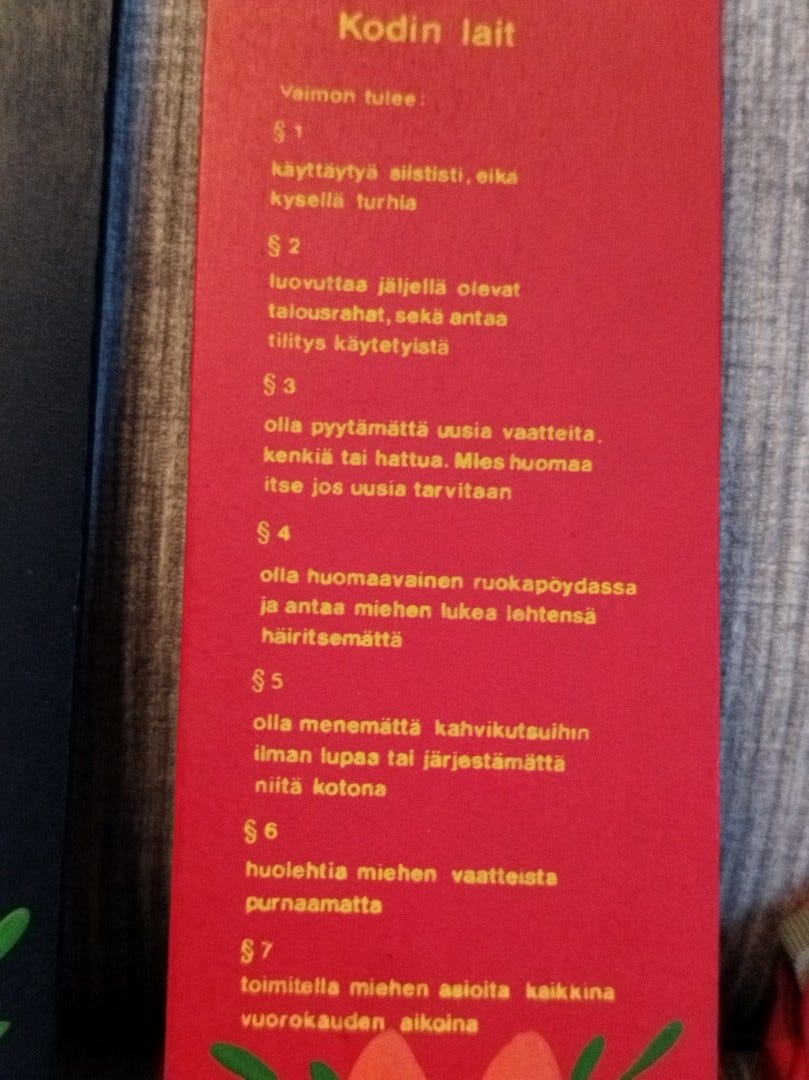 Kodin lait
Vaimon tulee:
§ 1
käyttäytyä siististi, eikä
kysellä turhia
§ 2
luovuttaa jäljellä olevat
talousrahat, sekä antaa
tilitys käytetyistä
§ 3
olla pyytämättä uusia vaatteita,
kenkiä tai hattua. Mies huomaa
itse jos uusia tarvitaan
§ 4
olla huomaavainen ruokapöydässä
ja antaa miehen lukea lehtensä
häiritsemättä
§ 5
olla menemättä kahvikutsuihin
ilman lupaa tai järjestämättä
niitä kotona
§ 6
huolehtia miehen vaatteista
purnaamatta
§ 7
toimitella miehen asioita kaikkina
vuorokauden aikoina